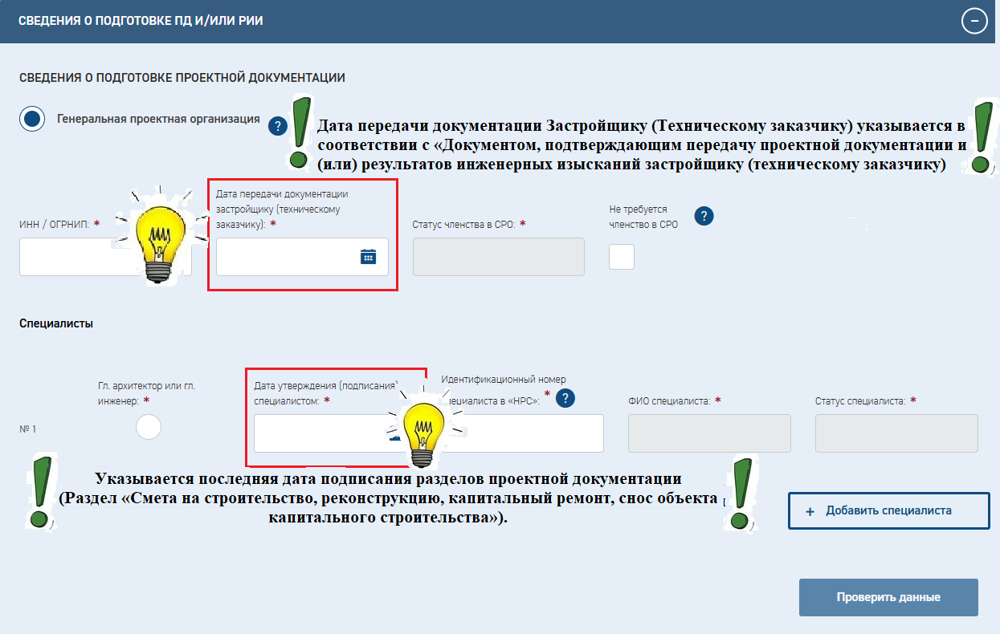 СВЕДЕНИЯ О ПОДГОТОВКЕ ПД И/ИЛИ РИИ
СВЕДЕНИЯ О ПОДГОТОВКЕ ПРОЕКТНОЙ ДОКУМЕНТАЦИИ
Генеральная проектная организация ?
Дата передачи документации Застройщику (Техническому заказчику) указывается в
соответствии с «Документом, подтверждающим передачу проектной документации и
(или) результатов инженерных изысканий застройщику (техническому заказчику)
ИНН / ОГРНИП: *
Дата передачи документации
застройщику (техническому
заказчику): *
Статус членства в СРО: *
Не требуется
членство в СРО
?
Специалисты
№ 1
Гл. архитектор или гл.
инженер: *
Дата утверждения (подписания)
специалистом: *
Идентификационный номер
пециалиста в «НРС»: * ?
ФИО специалиста: *
Статус специалиста: *
Указывается последняя дата подписания разделов проектной документации
(Раздел «Смета на строительство, реконструкцию, капитальный ремонт, снос объекта
капитального строительства»).
+ Добавить специалиста
Проверить данные